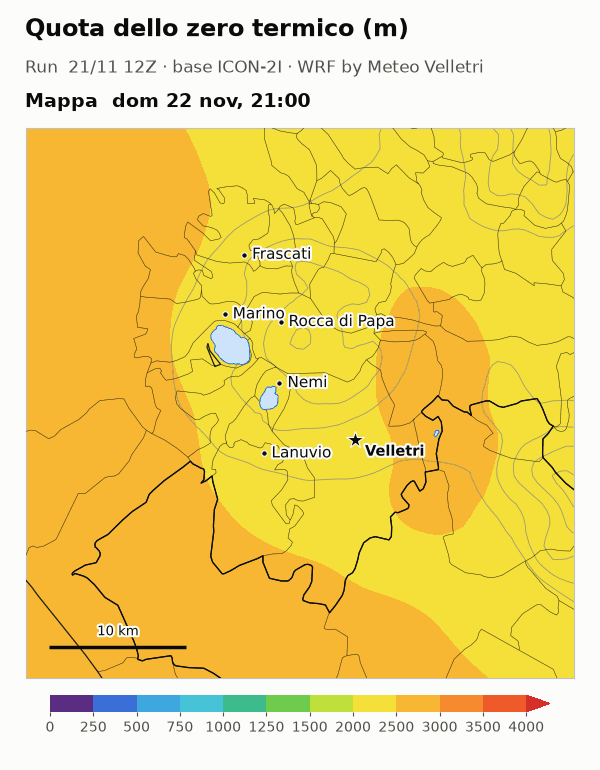 Quota dello zero termico (m)
Run  21/11 12Z · base ICON-2I · WRF by Meteo Velletri
Mappa  dom 22 nov, 21:00
Frascati
Marino
Rocca di Papa
Nemi
Velletri
Lanuvio
10 km
0 250 500 750 1000 1250 1500 2000 2500 3000 3500 4000